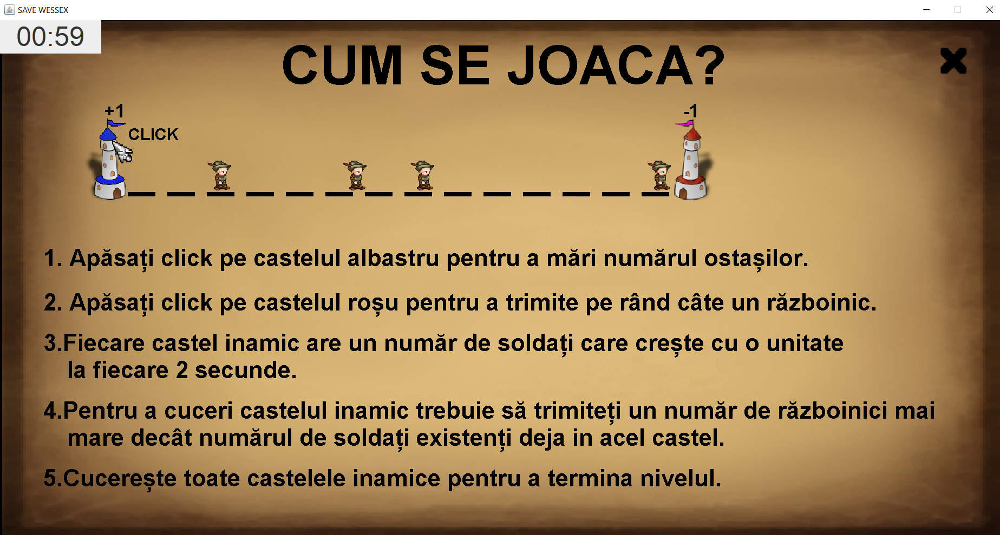 SAVE WESSEX
00:59
CUM SE JOACA?
+1
-1
CLICK
1. Apăsați click pe castelul albastru pentru a mări numărul ostașilor.
2. Apăsați click pe castelul roșu pentru a trimite pe rând câte un războinic.
3.Fiecare castel inamic are un număr de soldați care crește cu o unitate
la fiecare 2 secunde.
4.Pentru a cuceri castelul inamic trebuie să trimiteți un număr de războinici mai
mare decât numărul de soldați existenți deja in acel castel.
5.Cucerește toate castelele inamice pentru a termina nivelul.